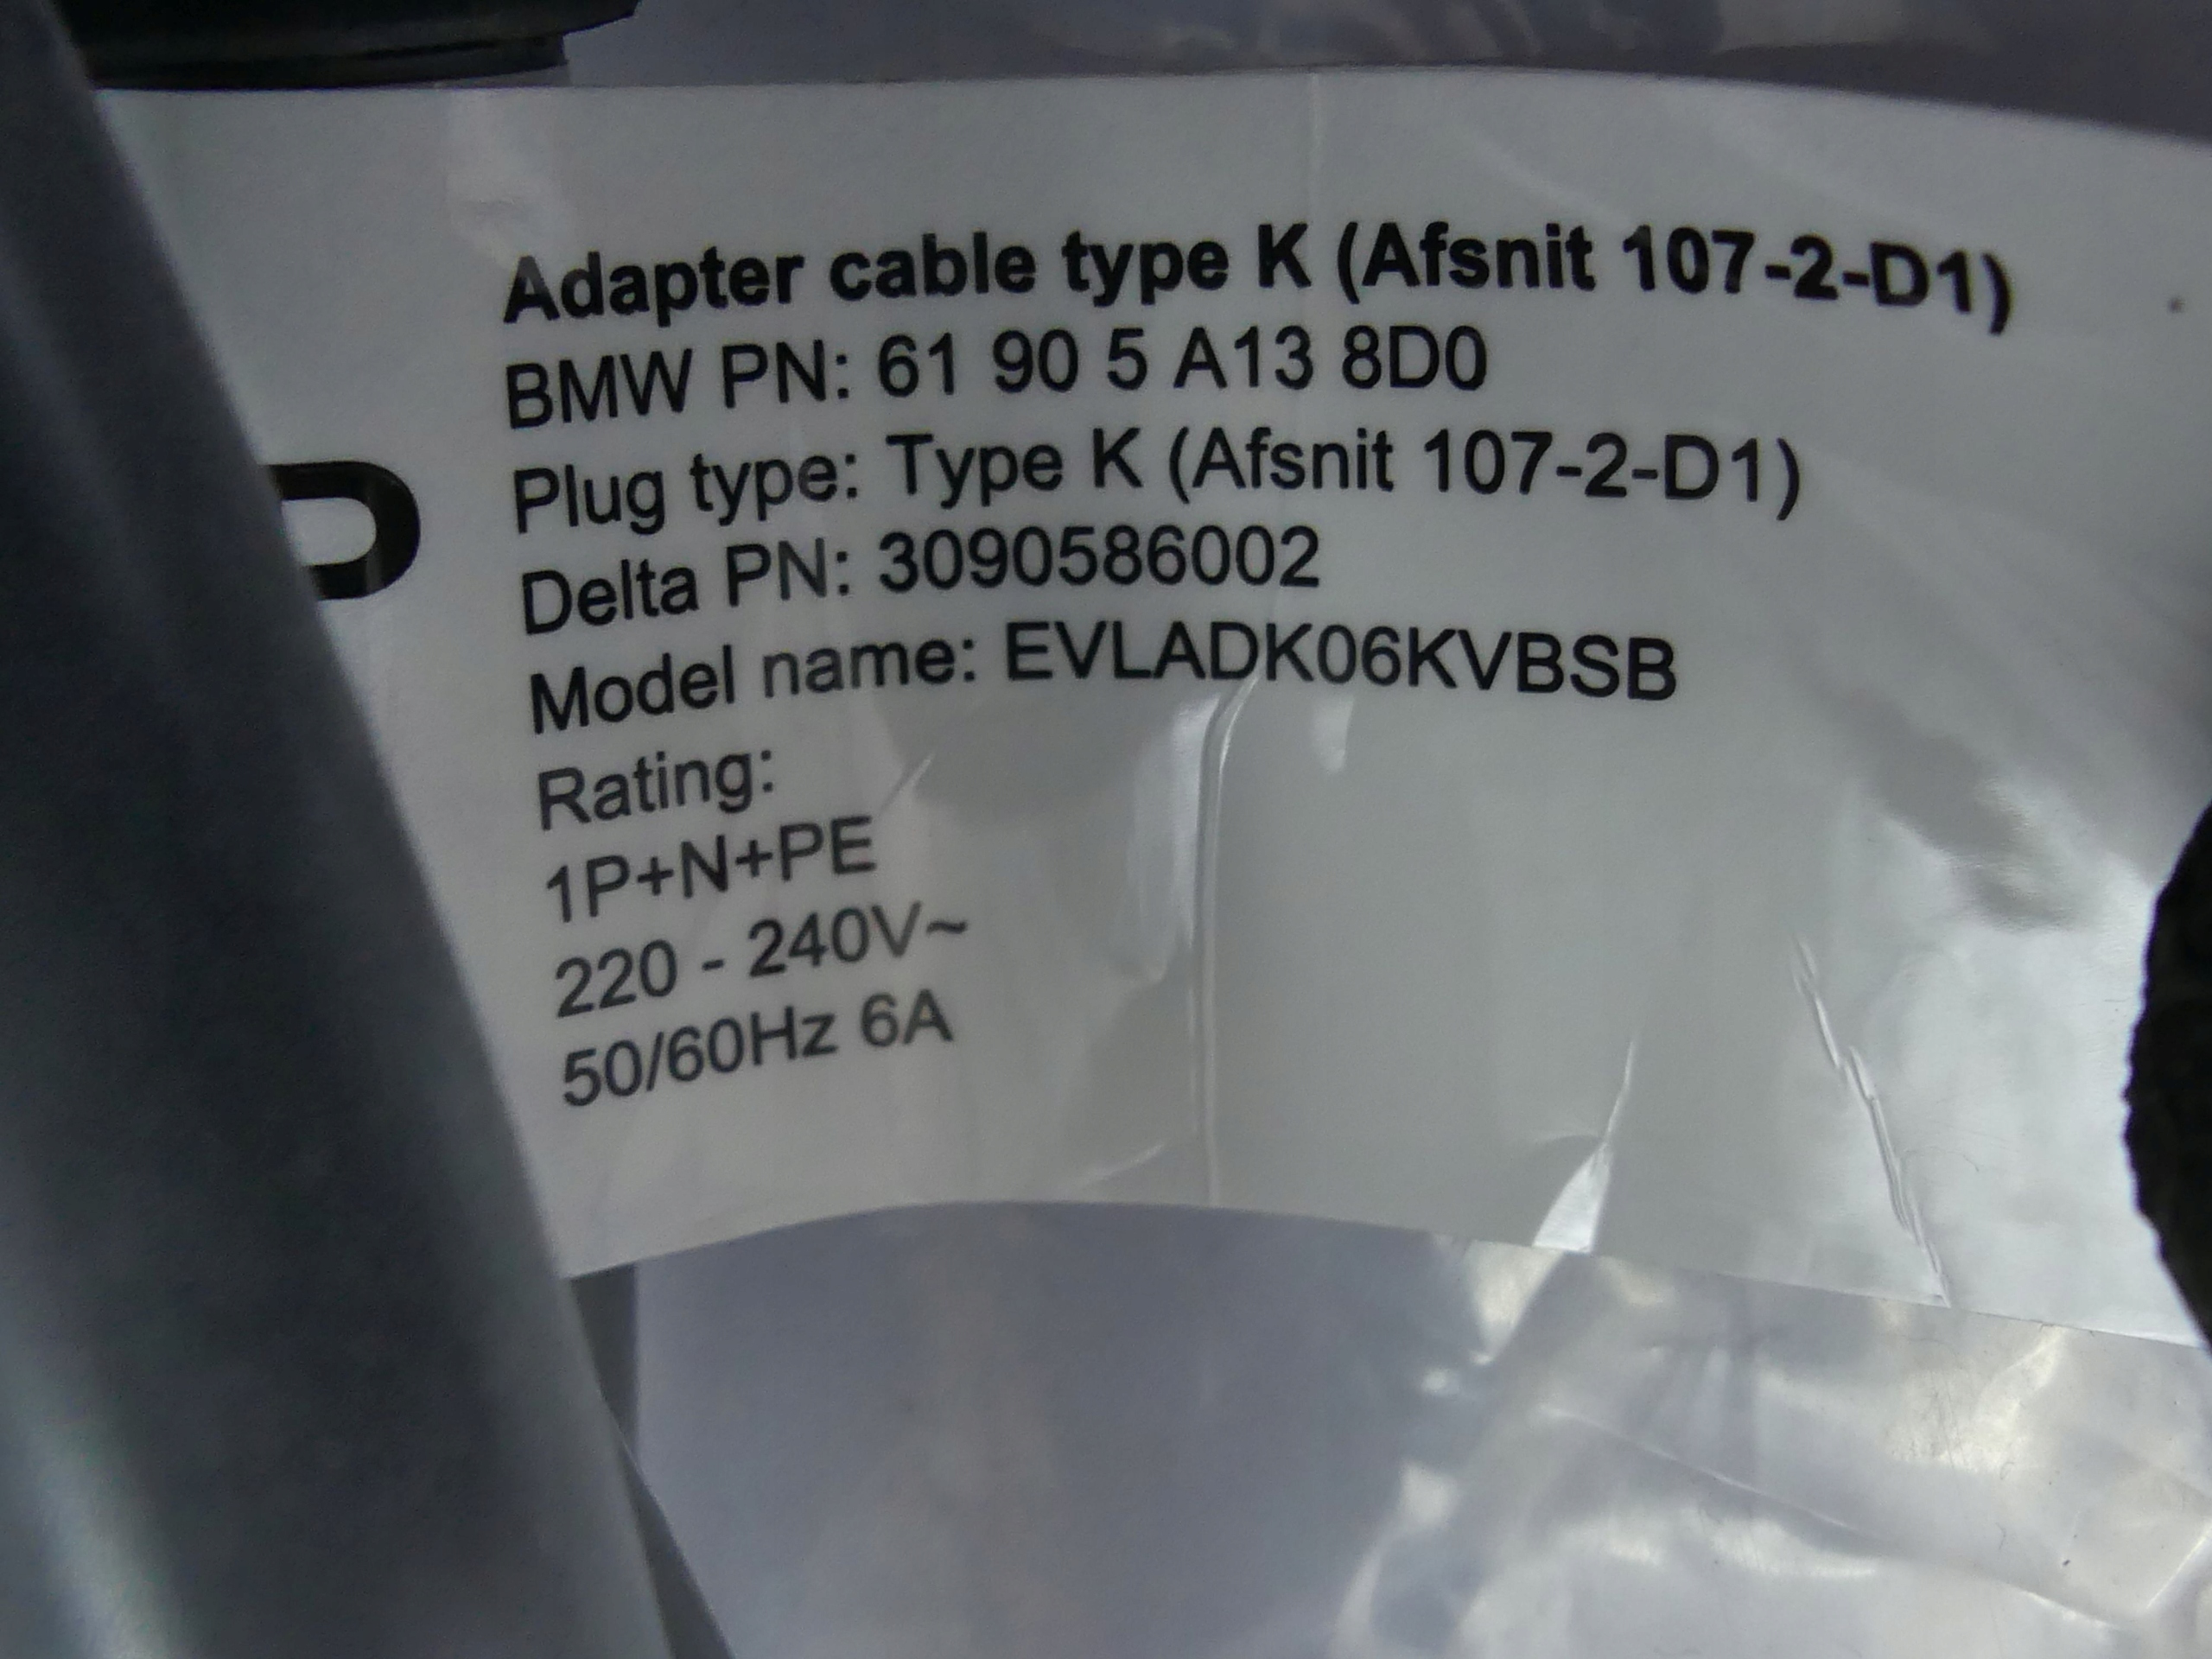 Adapter cable type K (Afsnit 107-2-D1)
BMW PN: 61 90 5 A13 8D0
Plug type: Type K (Afsnit 107-2-D1)
Delta PN: 3090586002
Model name: EVLADK06KVBSB
Rating:
1P+N+PE
220 - 240V~
50/60Hz 6A